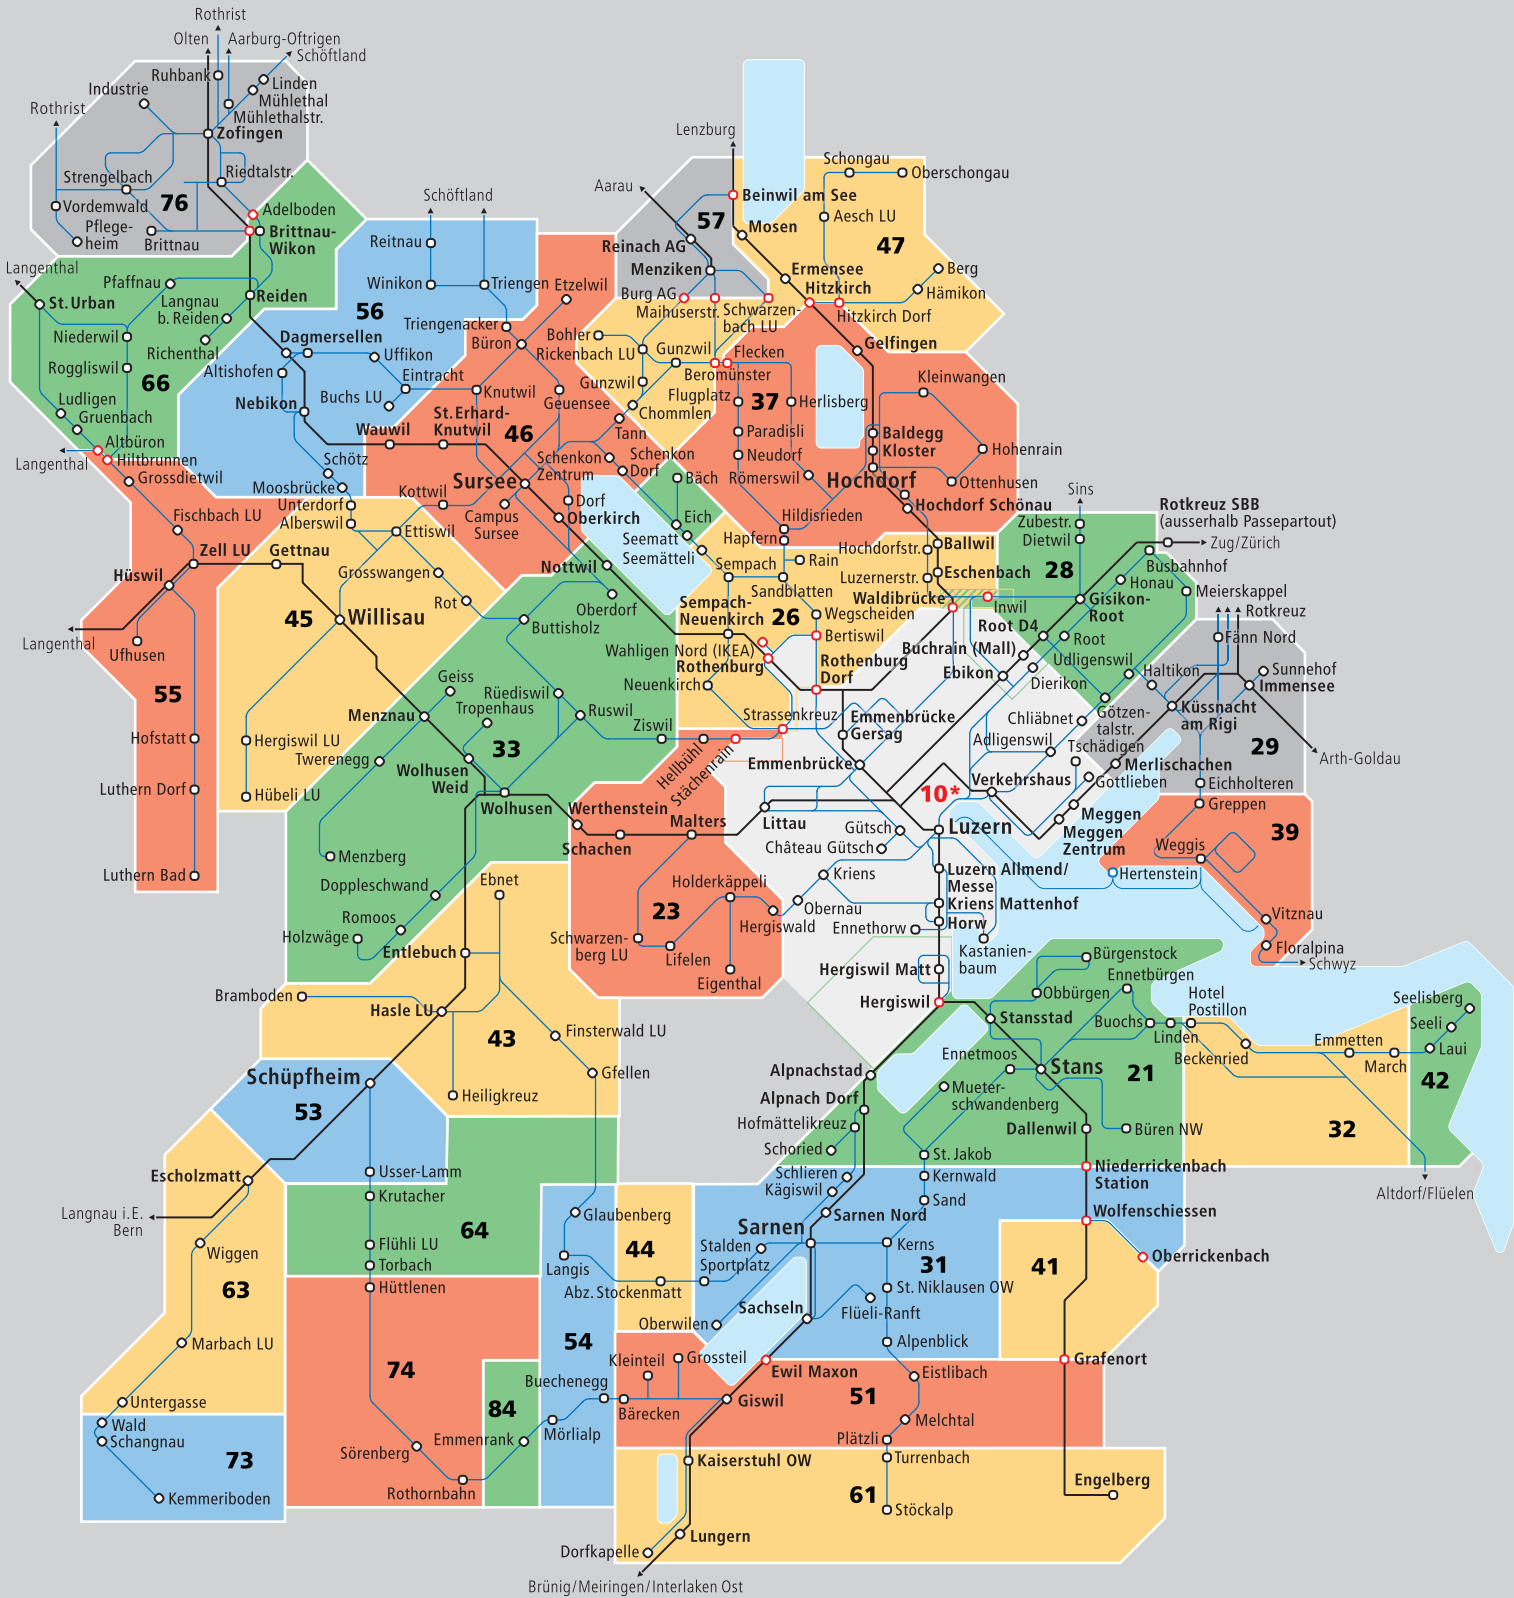 Rothrist
Olten
Aarburg-Oftrigen
Schöftland
Ruhbank
Industrie
Linden
Mühlethal
Mühlethalstr.
Rothrist
Zofingen
Strengelbach
Riedtalstr.
76
Vordemwald
Pflege-
heim
Brittnau
Adelboden
Brittnau-
Wikon
Langenthal
St. Urban
Pfaffnau
Langnau
b. Reiden
Reiden
Niederwil
Richenthal
Roggliswil
66
Ludligen
Gruenbach
Altbüron
Hiltbrunnen
Langenthal
Grossdietwil
Fischbach LU
Schöftland
Reitnau
Winikon
Triengen
56
Dagmersellen
Uffikon
Altishofen
Eintracht
Buchs LU
Nebikon
Wauwil
Schötz
Moosbrücke
Etzelwil
Triengenacker
Büron
Knutwil
St. Erhard-
Knutwil
46
Geuensee
Schenkon
Zentrum
Schenkon
Dorf
Tann
Sursee
Kottwil
Campus
Sursee
Dorf
Oberkirch
Lenzburg
Aarau
57
Beinwil am See
Reinach AG
Menziken
Mosen
Burg AG
Maihuserstr.
Schwarzen-
bach LU
Schongau
Oberschongau
Aesch LU
47
Ermensee
Hitzkirch
Berg
Hämikon
Hitzkirch Dorf
Gelfingen
Bohler
Rickenbach LU
Gunzwil
Flecken
Beromünster
Gunzwil
Chommlen
Flugplatz
37
Herlisberg
Paradisli
Neudorf
Römerswil
Kleinwangen
Baldegg
Kloster
Hohenrain
Hochdorf
Ottenhusen
Hochdorf Schönau
Hildisrieden
Hapfern
Bäch
Eich
Seematt
Seemätteli
Sempach
Rain
Sandblatten
Hochdorfstr.
Ballwil
Luzernerstr.
Eschenbach
Waldibrücke
Sempach-
Neuenkirch
26
Wegscheiden
Bertiswil
Wahligen
Nord (IKEA)
Rothenburg
Rothenburg
Dorf
Neuenkirch
Strassenkreuz
Sins
Zubestr.
Dietwil
28
Rotkreuz SBB
(ausserhalb Passepartout)
Zug/Zürich
Busbahnhof
Honau
Meierskappel
Rotkreuz
Gisikon-
Root
Inwil
Root D4
Root
Buchrain (Mall)
Udligenswil
Ebikon
Dierikon
Fänn Nord
Haltikon
Sunnehof
Immensee
Küssnacht
am Rigi
29
Arth-Goldau
Götzen-
talstr.
Chliäbnet
Adligenswil
Tschädigen
Merlischachen
Gottlieben
Eichholteren
Greppen
39
Weggis
Hertenstein
Vitznau
Floralpina
Schwyz
Unterdorf
Alberswil
Ettiswil
Zell LU
Gettnau
Hüswil
Grosswangen
Rot
45
Willisau
Langenthal
Ufhusen
55
Hofstatt
Luthern Dorf
Luthern Bad
Hergiswil LU
Hübeli LU
Nottwil
Oberdorf
Buttisholz
Geiss
Tropenhaus
Menznau
Rüediswil
Ruswil
Ziswil
33
Twerenegg
Wolhusen
Weid
Wolhusen
Menzberg
Doppleschwand
Romoos
Holzwäge
Hellbühl
Stächenrain
Werthenstein
Malters
Schachen
Holderkäppeli
23
Schwarzen-
berg LU
Lifelen
Eigenthal
Hergiswald
Emmenbrücke
Gersag
Emmenbrücke
Littau
10*
Verkehrshaus
Meggen
Meggen
Zentrum
Gütsch
Luzern
Château Gütsch
Kriens
Luzern Allmend/
Messe
Obernau
Kriens Mattenhof
Ennethorw
Horw
Kastanien-
baum
Hergiswil Matt
Hergiswil
Ebnet
Entlebuch
Bramboden
Hasle LU
43
Finsterwald LU
Gfellen
Heiligkreuz
Schüpfheim
53
Escholzmatt
Usser-Lamm
Krutacher
Langnau i.E.
Bern
64
Wiggen
Flühli LU
Torbach
63
Hüttlenen
Marbach LU
Untergasse
Wald
Schangnau
73
Kemmeriboden
74
Sörenberg
Rothornbahn
84
Emmenrank
Mörlialp
54
Buechenegg
Glaubenberg
44
Langis
Abz. Stockenmatt
Bürgenstock
Obbürgen
Ennetbürgen
Stansstad
Buochs
Linden
Hotel
Postillon
Beckenried
Emmetten
March
Seelisberg
Seeli
Laui
42
32
Altdorf/Flüelen
Ennetmoos
Stans
21
Mueter-
schwandenberg
Büren NW
Dallenwil
Niederrickenbach
Station
Wolfenschiessen
Oberrickenbach
Alpnachstad
Alpnach Dorf
Hofmättelikreuz
Schoried
Schlieren
Kägiswil
St. Jakob
Kernwald
Sand
Sarnen Nord
Sarnen
Stalden
Sportplatz
Kerns
31
41
St. Niklausen OW
Sachseln
Flüeli-Ranft
Oberwilen
Alpenblick
Grafenort
Kleinteil
Grossteil
Ewil Maxon
51
Eistlibach
Bärecken
Giswil
Melchtal
Plätzli
Turrenbach
Kaiserstuhl OW
61
Stöckalp
Engelberg
Lungern
Dorfkapelle
Brünig/Meiringen/Interlaken Ost